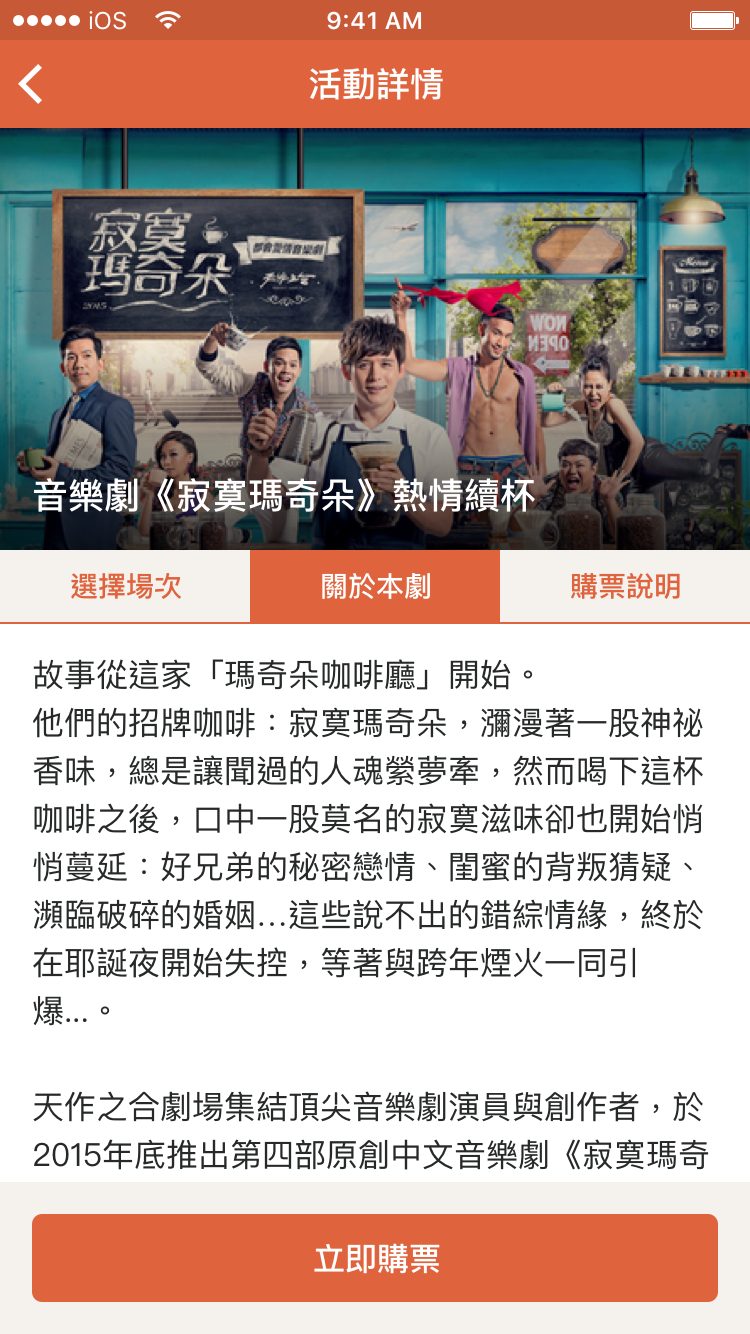 iOS 9:41 AM
活動詳情
寂寞
瑪奇朵
都會愛情音樂劇
2015
Menu
NOW
OPEN
音樂劇《寂寞瑪奇朵》熱情續杯
選擇場次 關於本劇 購票說明
故事從這家「瑪奇朵咖啡廳」開始。
他們的招牌咖啡：寂寞瑪奇朵，瀰漫著一股神祕
香味，總是讓聞過的人魂縈夢牽，然而喝下這杯
咖啡之後，口中一股莫名的寂寞滋味卻也開始悄
悄蔓延：好兄弟的秘密戀情、閨蜜的背叛猜疑、
瀕臨破碎的婚姻…這些說不出的錯綜情緣，終於
在耶誕夜開始失控，等著與跨年煙火一同引
爆...。
天作之合劇場集結頂尖音樂劇演員與創作者，於
2015年底推出第四部原創中文音樂劇《寂寞瑪奇
立即購票